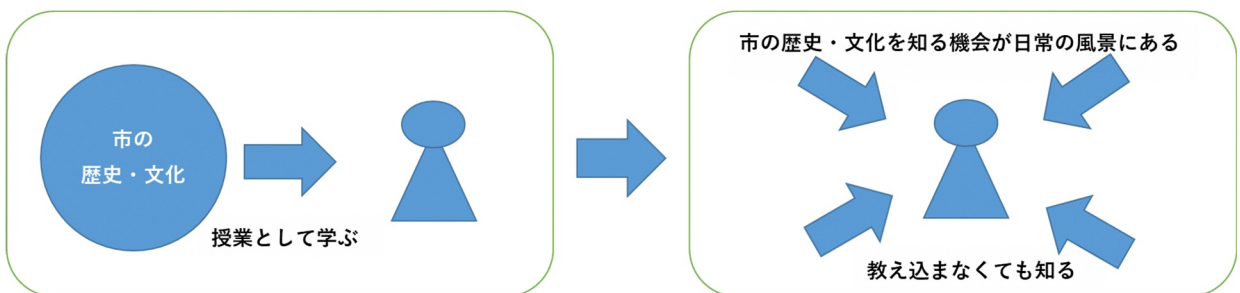 市の
歴史・文化
授業として学ぶ
市の歴史・文化を知る機会が日常の風景にある
教え込まなくても知る